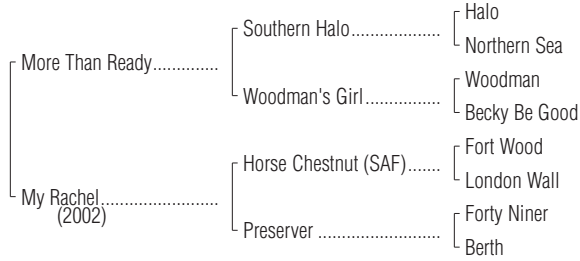 Halo
Southern Halo...................
Northern Sea
More Than Ready..............
Woodman
Woodman's Girl................
Becky Be Good
Fort Wood
Horse Chestnut (SAF).......
London Wall
My Rachel.........................
(2002)
Forty Niner
Preserver ..........................
Berth